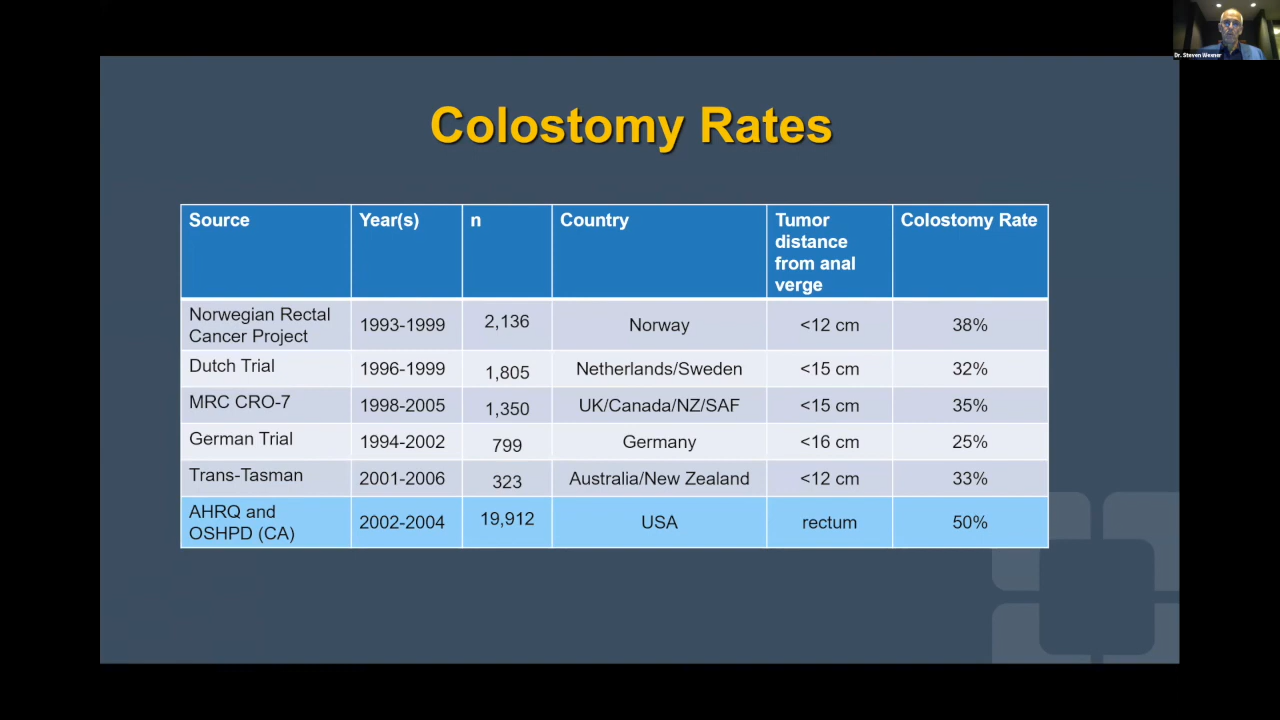 Dr. Steven Wexner
Colostomy Rates
Source Year(s) n Country Tumor distance from anal verge Colostomy Rate
Norwegian Rectal Cancer Project 1993-1999 2,136 Norway <12 cm 38%
Dutch Trial 1996-1999 1,805 Netherlands/Sweden <15 cm 32%
MRC CRO-7 1998-2005 1,350 UK/Canada/NZ/SAF <15 cm 35%
German Trial 1994-2002 799 Germany <16 cm 25%
Trans-Tasman 2001-2006 323 Australia/New Zealand <12 cm 33%
AHRQ and OSHPD (CA) 2002-2004 19,912 USA rectum 50%